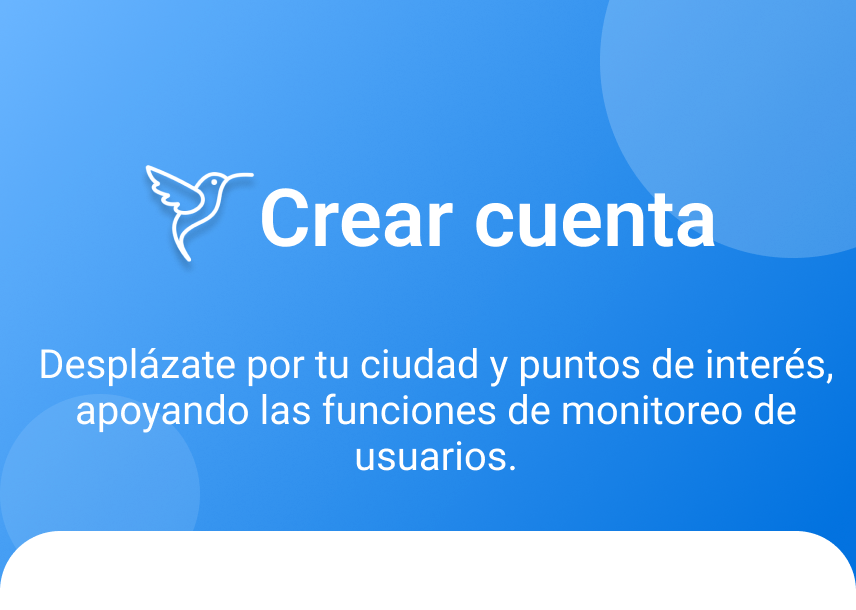 Crear cuenta
Desplázate por tu ciudad y puntos de interés,
apoyando las funciones de monitoreo de
usuarios.